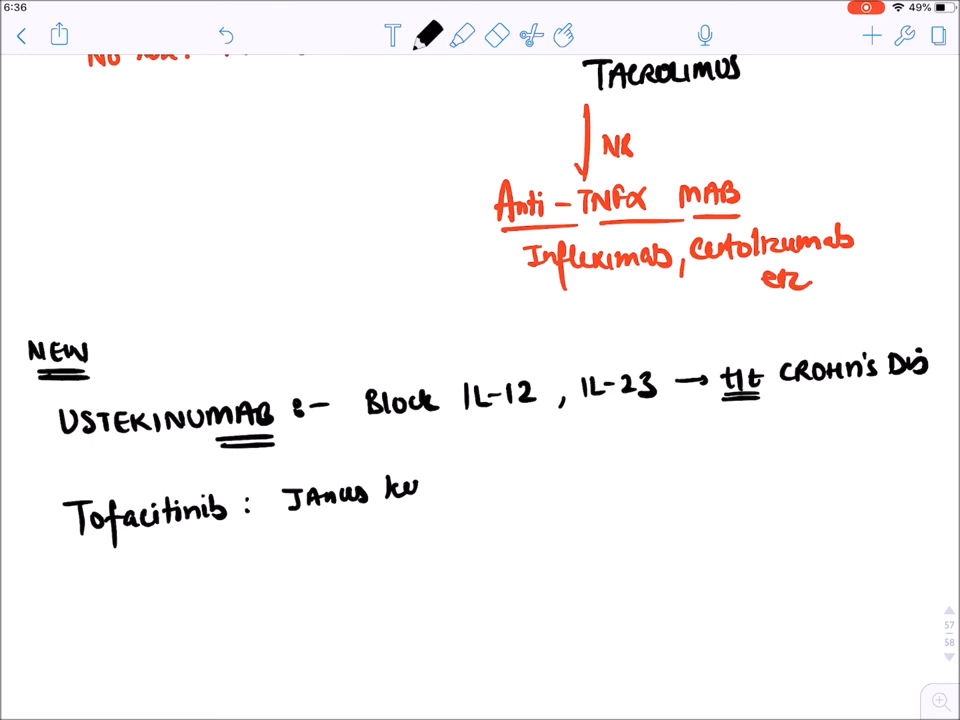 6:36
49%
T
TACROLIMUS
NR
Anti - TNFα MAB
Infliximab, Certolizumab
etc
NEW
USTEKINUMAB :- Block IL-12 , IL-23 → t/t CROHn's Dis
Tofacitinib : JAnus
57
58